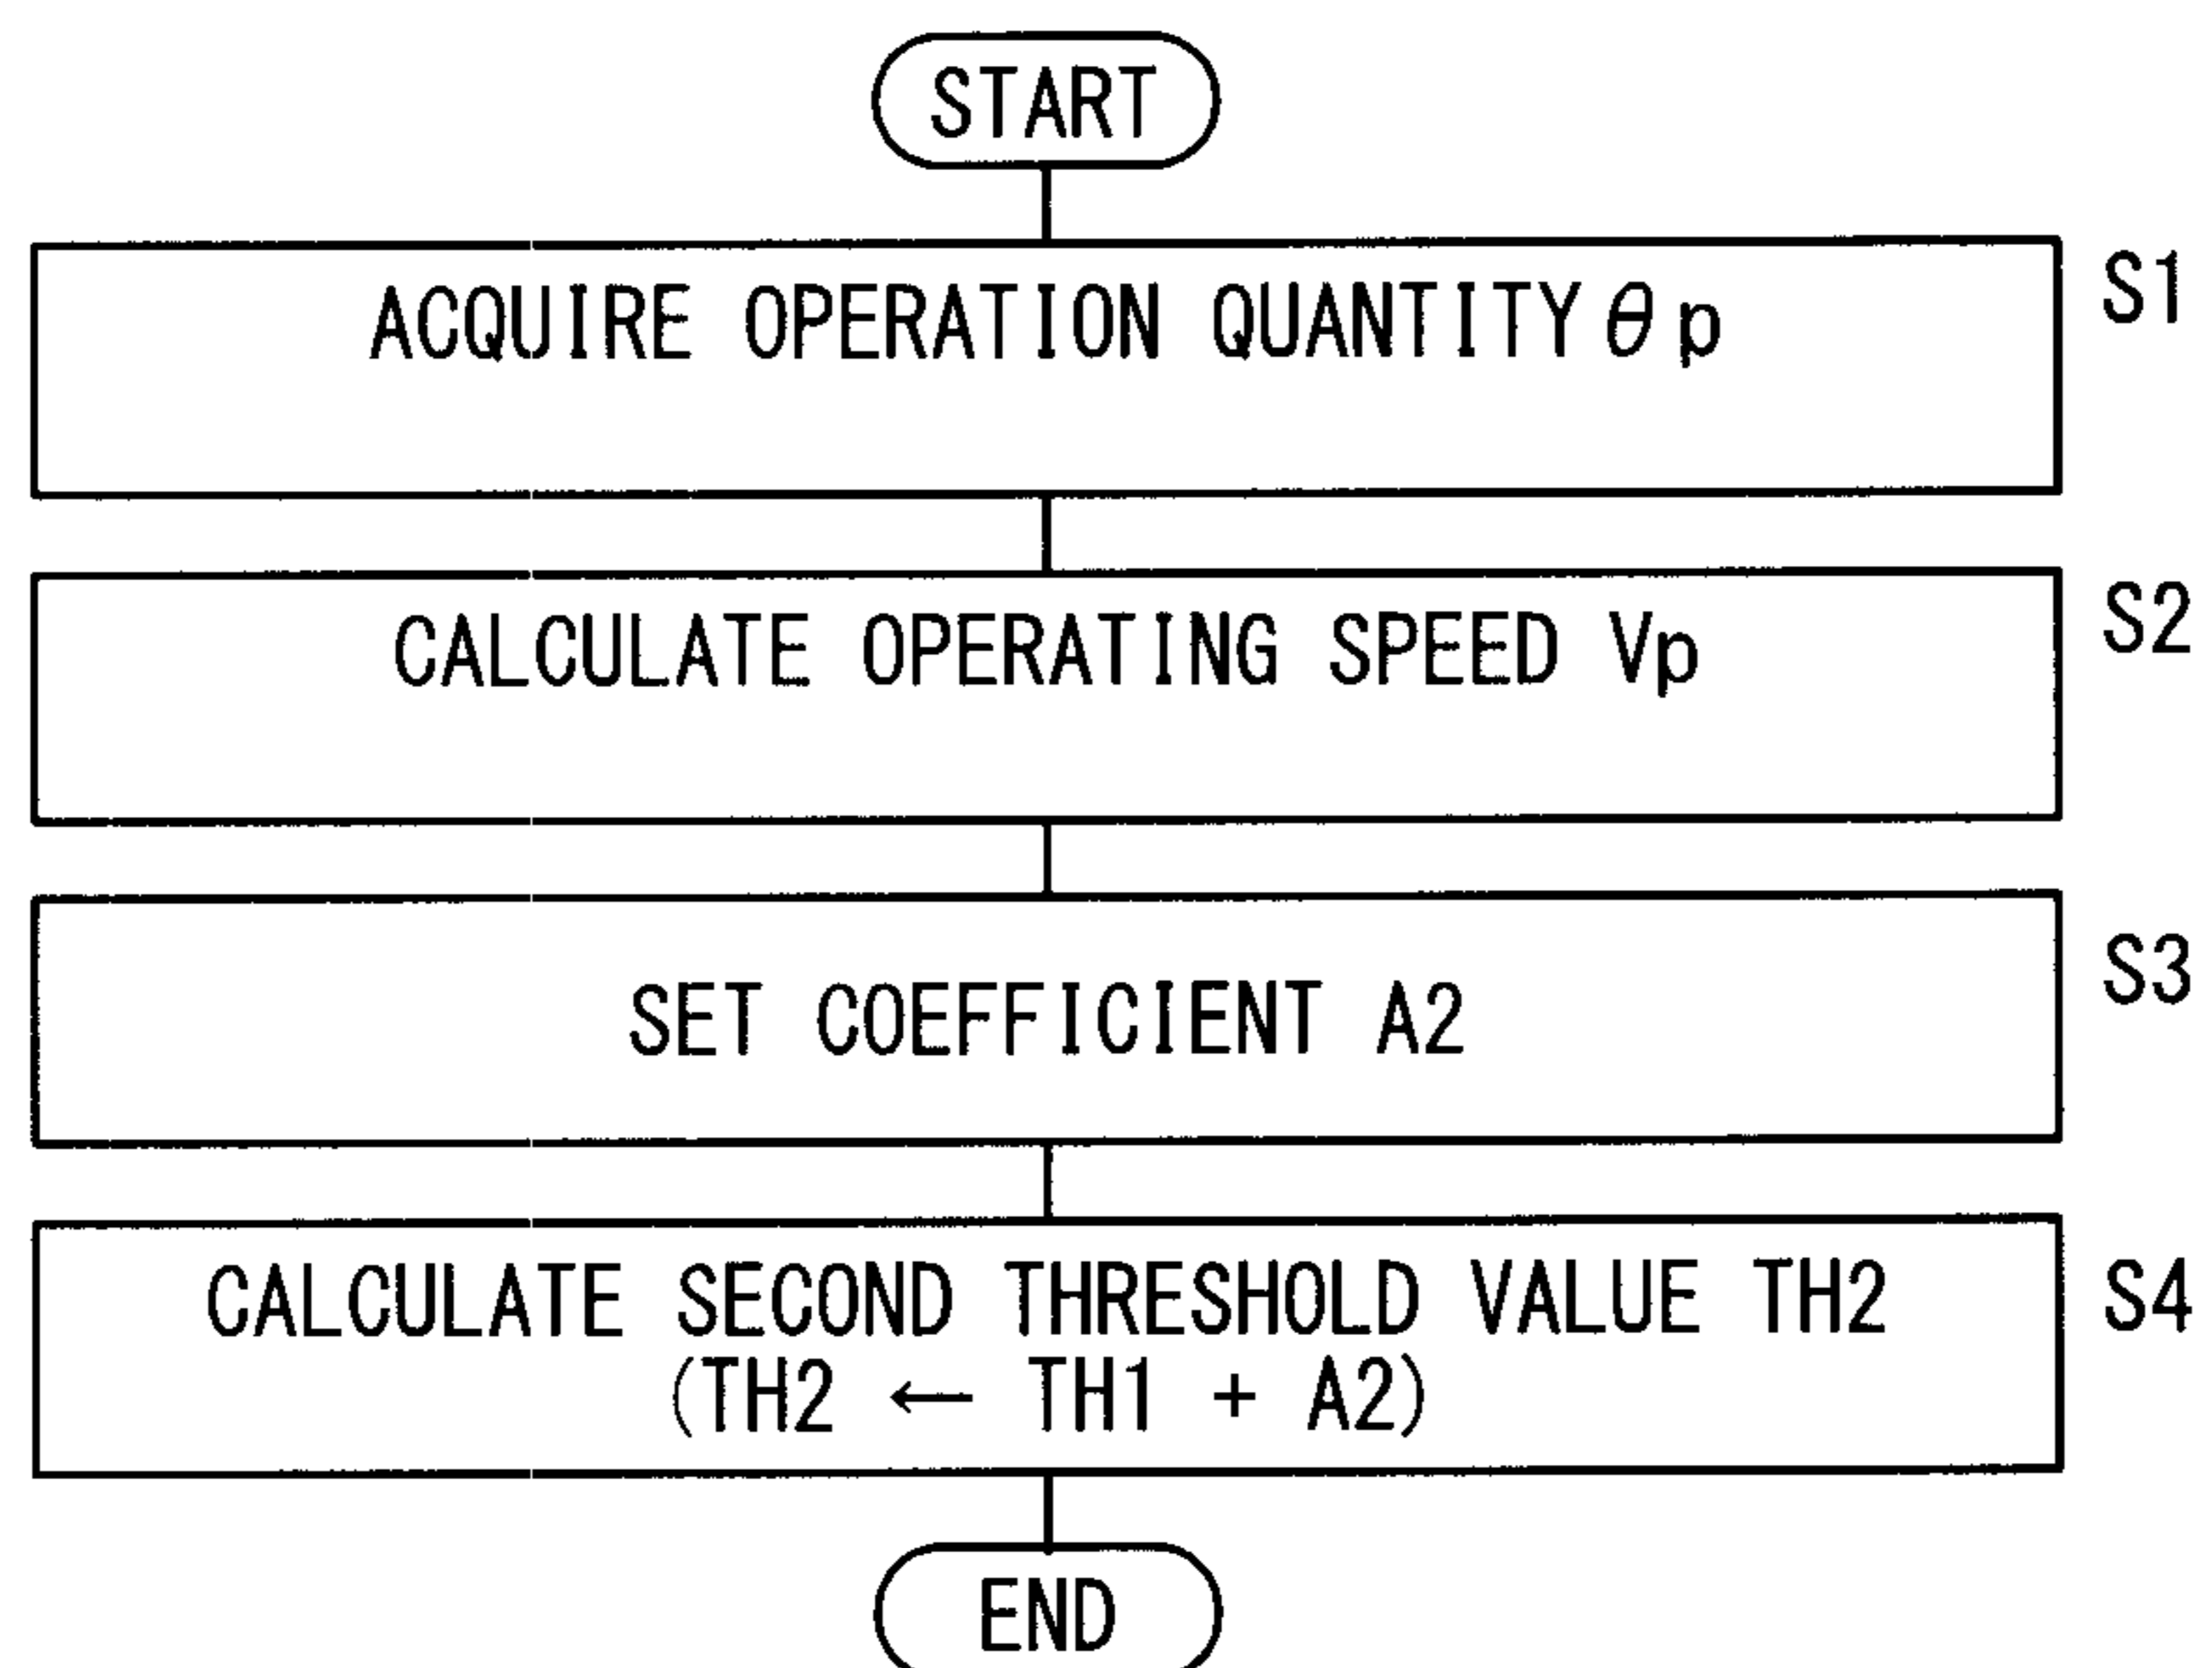 START
ACQUIRE OPERATION QUANTITY θp
S1
CALCULATE OPERATING SPEED Vp
S2
SET COEFFICIENT A2
S3
CALCULATE SECOND THRESHOLD VALUE TH2
(TH2 ← TH1 + A2)
S4
END